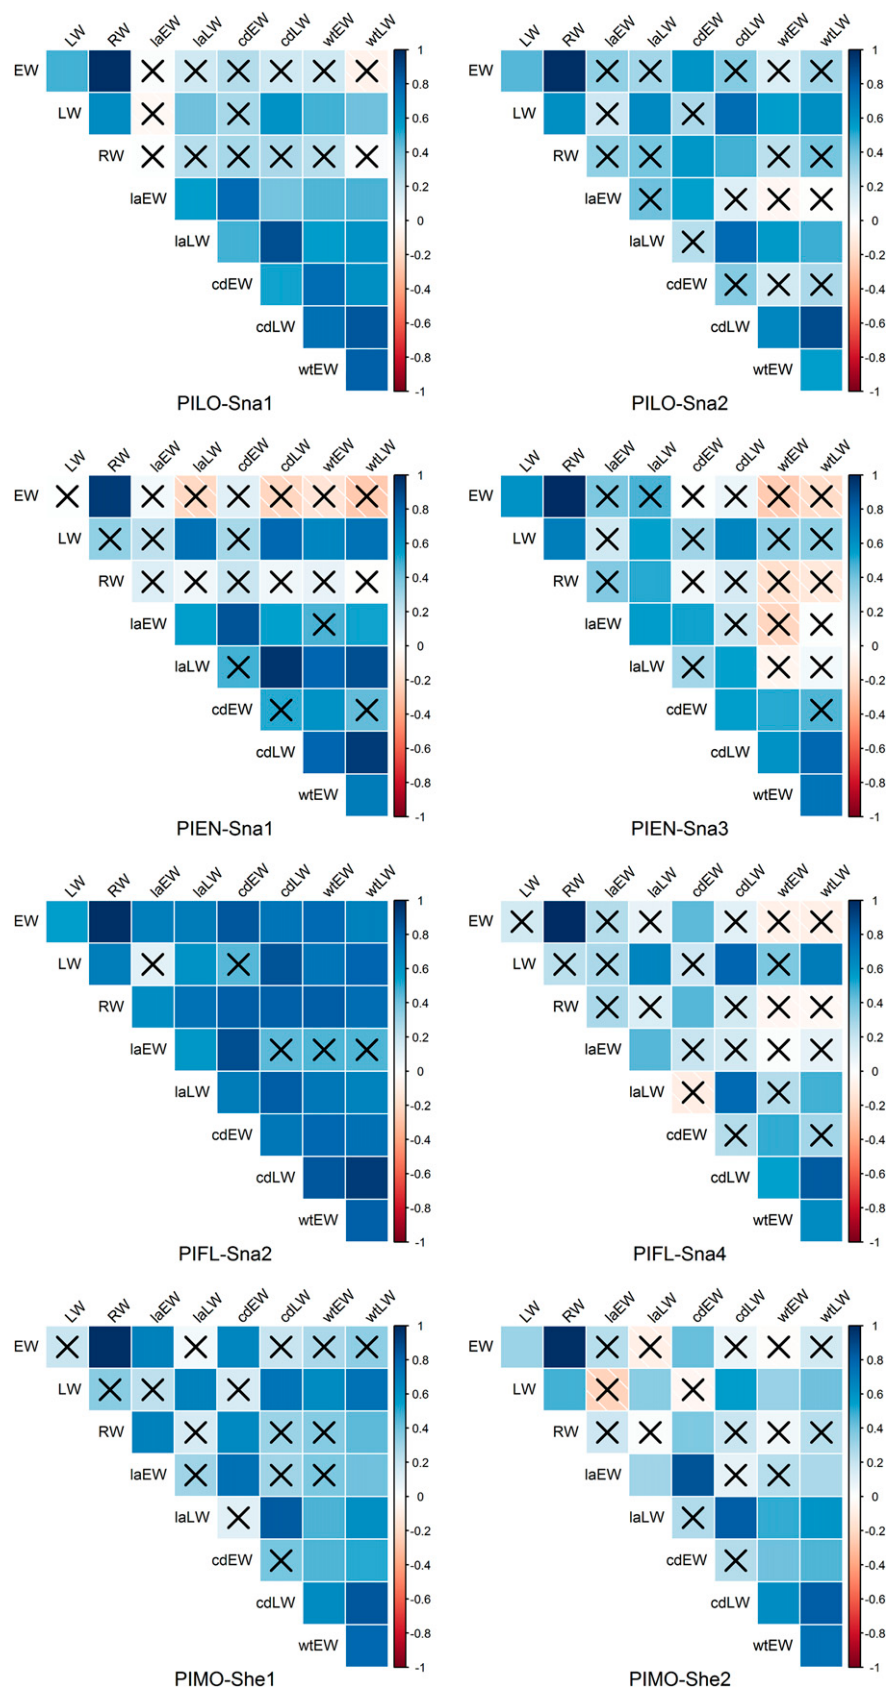 LW RW laEW laLW cdEW cdLW wtEW wtLW
EW
LW
RW
laEW
laLW
cdEW
cdLW
wtEW
1
0.8
0.6
0.4
0.2
0
-0.2
-0.4
-0.6
-0.8
-1
PILO-Sna1
LW RW laEW laLW cdEW cdLW wtEW wtLW
EW
LW
RW
laEW
laLW
cdEW
cdLW
wtEW
1
0.8
0.6
0.4
0.2
0
-0.2
-0.4
-0.6
-0.8
-1
PILO-Sna2
LW RW laEW laLW cdEW cdLW wtEW wtLW
EW
LW
RW
laEW
laLW
cdEW
cdLW
wtEW
1
0.8
0.6
0.4
0.2
0
-0.2
-0.4
-0.6
-0.8
-1
PIEN-Sna1
LW RW laEW laLW cdEW cdLW wtEW wtLW
EW
LW
RW
laEW
laLW
cdEW
cdLW
wtEW
1
0.8
0.6
0.4
0.2
0
-0.2
-0.4
-0.6
-0.8
-1
PIEN-Sna3
LW RW laEW laLW cdEW cdLW wtEW wtLW
EW
LW
RW
laEW
laLW
cdEW
cdLW
wtEW
1
0.8
0.6
0.4
0.2
0
-0.2
-0.4
-0.6
-0.8
-1
PIFL-Sna2
LW RW laEW laLW cdEW cdLW wtEW wtLW
EW
LW
RW
laEW
laLW
cdEW
cdLW
wtEW
1
0.8
0.6
0.4
0.2
0
-0.2
-0.4
-0.6
-0.8
-1
PIFL-Sna4
LW RW laEW laLW cdEW cdLW wtEW wtLW
EW
LW
RW
laEW
laLW
cdEW
cdLW
wtEW
1
0.8
0.6
0.4
0.2
0
-0.2
-0.4
-0.6
-0.8
-1
PIMO-She1
LW RW laEW laLW cdEW cdLW wtEW wtLW
EW
LW
RW
laEW
laLW
cdEW
cdLW
wtEW
1
0.8
0.6
0.4
0.2
0
-0.2
-0.4
-0.6
-0.8
-1
PIMO-She2